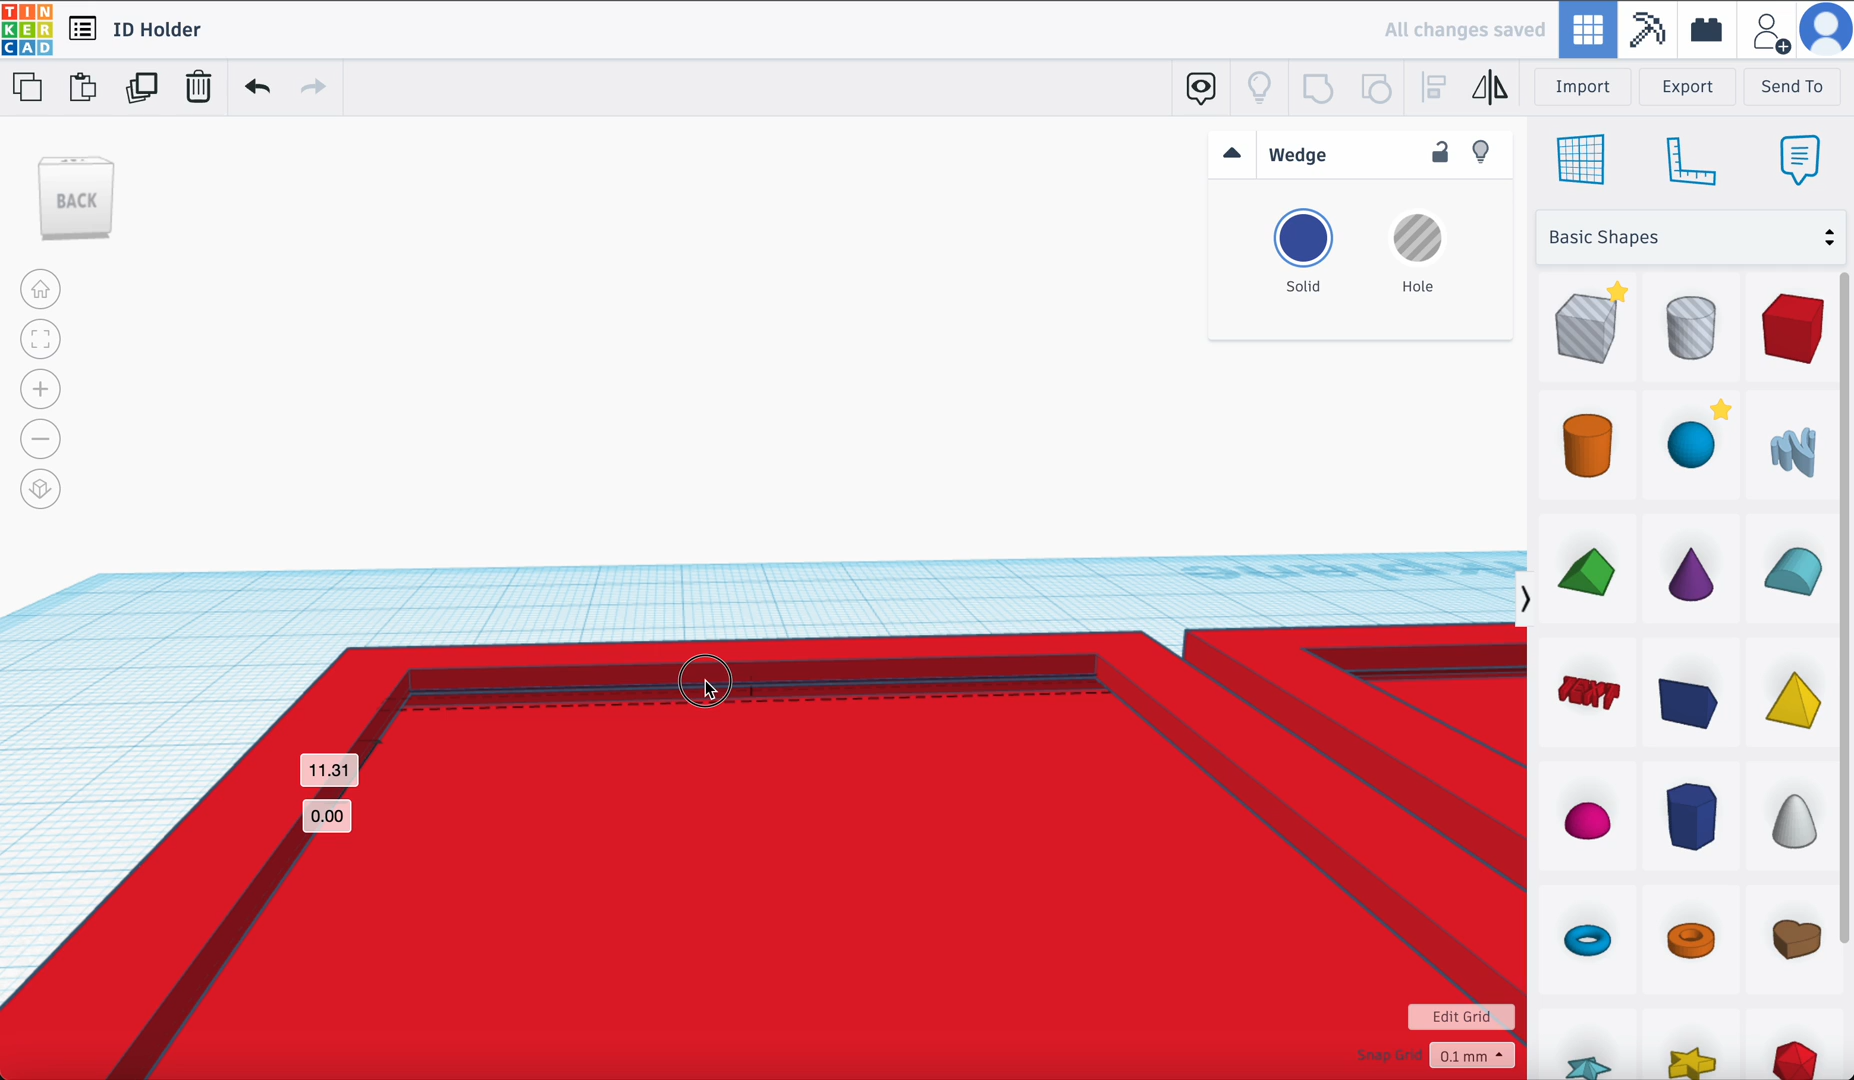 TIN
KER
CAD
ID Holder
All changes saved
Import
Export
Send To
BACK
Wedge
Solid
Hole
Basic Shapes
TEXT
11.31
0.00
Edit Grid
Snap Grid
0.1 mm